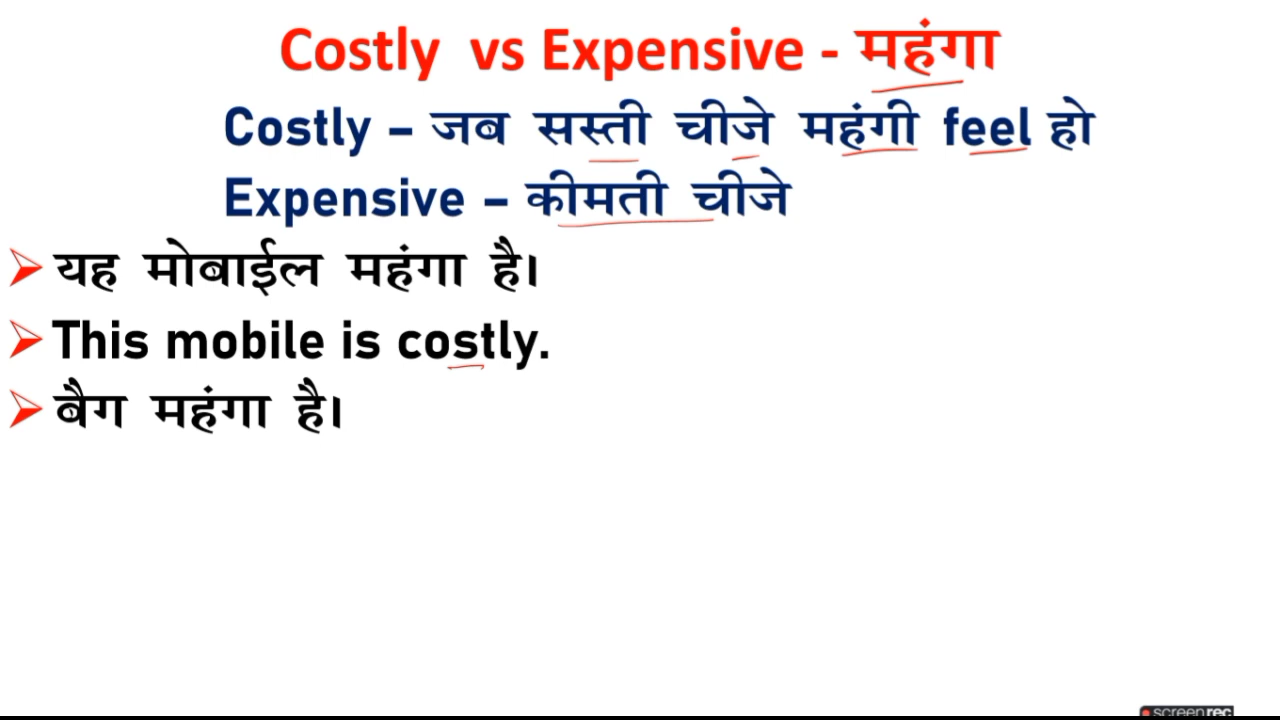 Costly vs Expensive - महंगा
Costly – जब सस्ती चीजे महंगी feel हो
Expensive – कीमती चीजे
यह मोबाईल महंगा है।
This mobile is costly.
बैग महंगा है।
screenrec